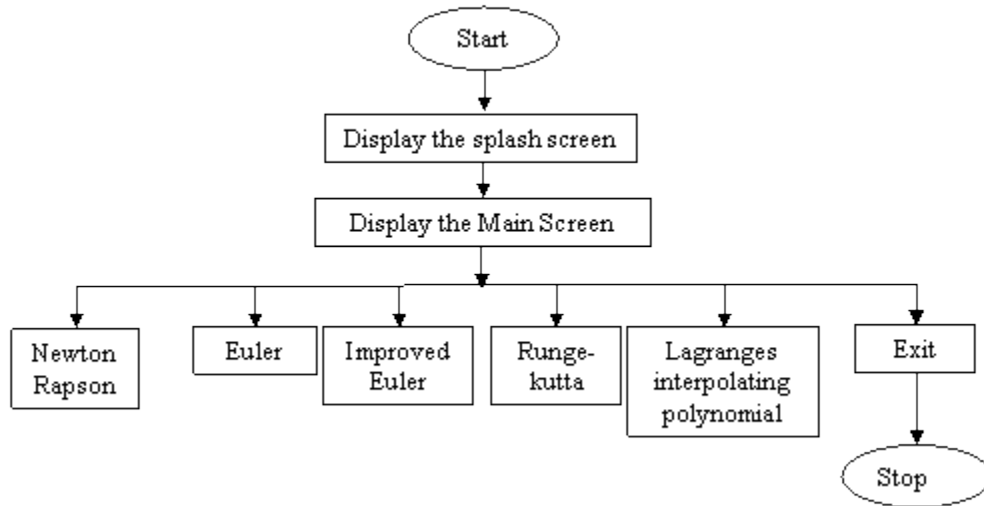 Start
Display the splash screen
Display the Main Screen
Newton
Rapson
Euler
Improved
Euler
Runge-
kutta
Lagranges
interpolating
polynomial
Exit
Stop